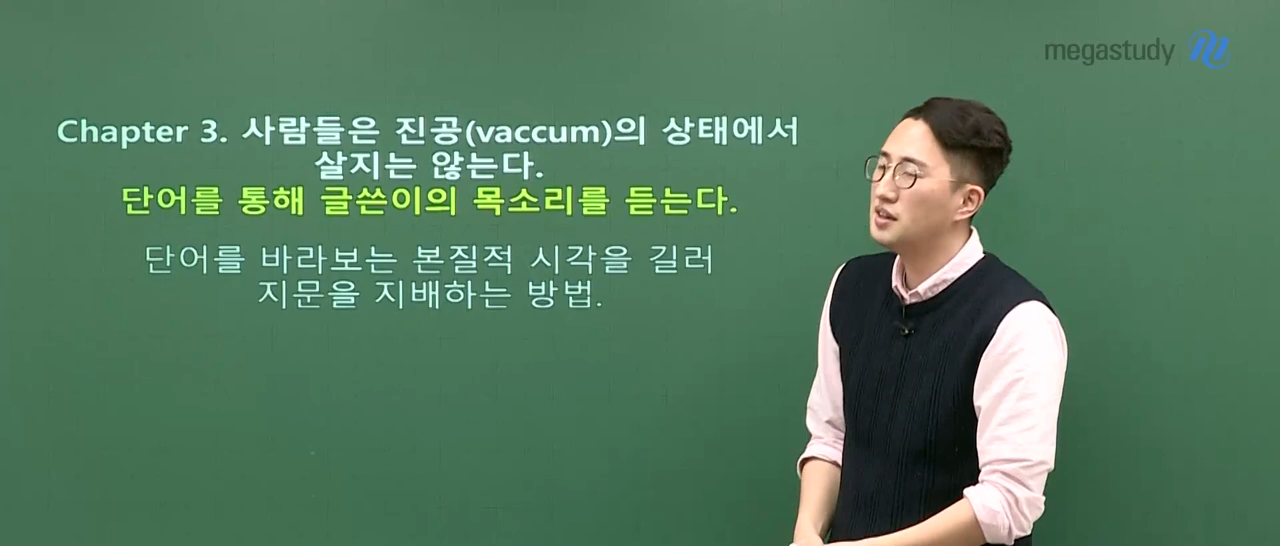 megastudy
Chapter 3. 사람들은 진공(vaccum)의 상태에서
살지는 않는다.
단어를 통해 글쓴이의 목소리를 듣는다.
단어를 바라보는 본질적 시각을 길러
지문을 지배하는 방법.